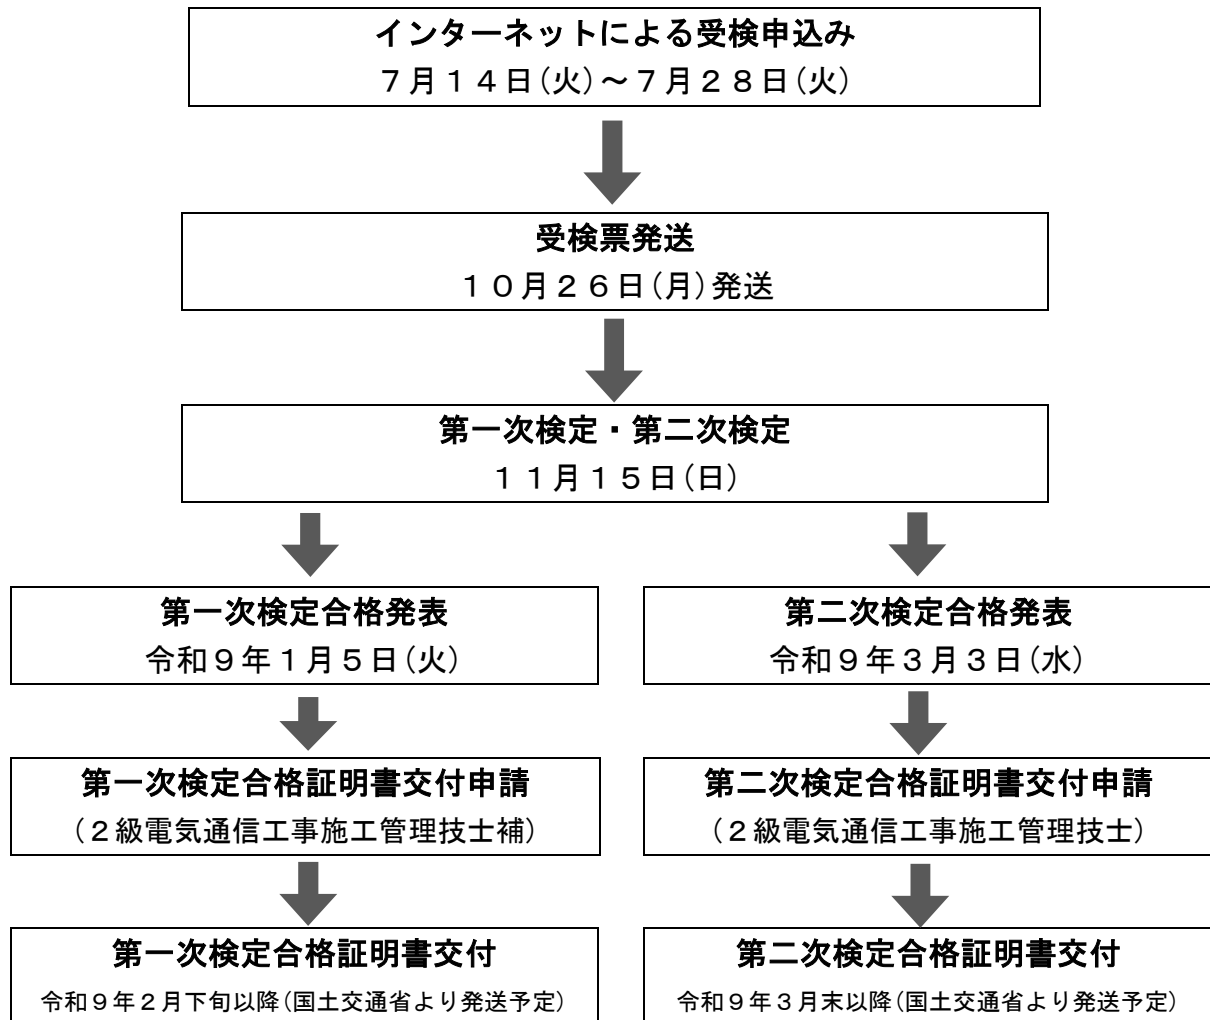 インターネットによる受検申込み
７月１４日(火)～７月２８日(火)
受検票発送
１０月２６日(月)発送
第一次検定・第二次検定
１１月１５日(日)
第一次検定合格発表
令和９年１月５日(火)
第二次検定合格発表
令和９年３月３日(水)
第一次検定合格証明書交付申請
(２級電気通信工事施工管理技士補)
第二次検定合格証明書交付申請
(２級電気通信工事施工管理技士)
第一次検定合格証明書交付
令和９年２月下旬以降(国土交通省より発送予定)
第二次検定合格証明書交付
令和９年３月末以降(国土交通省より発送予定)